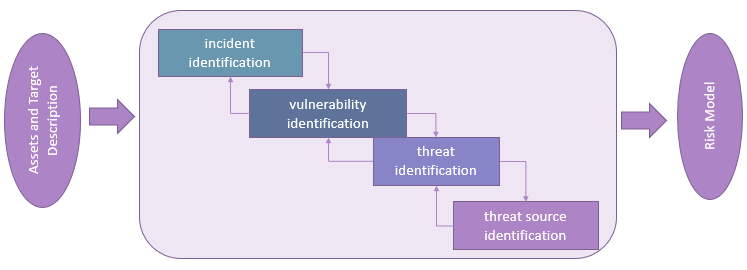 Assets and Target
Description
incident
identification
vulnerability
identification
threat
identification
threat source
identification
Risk Model